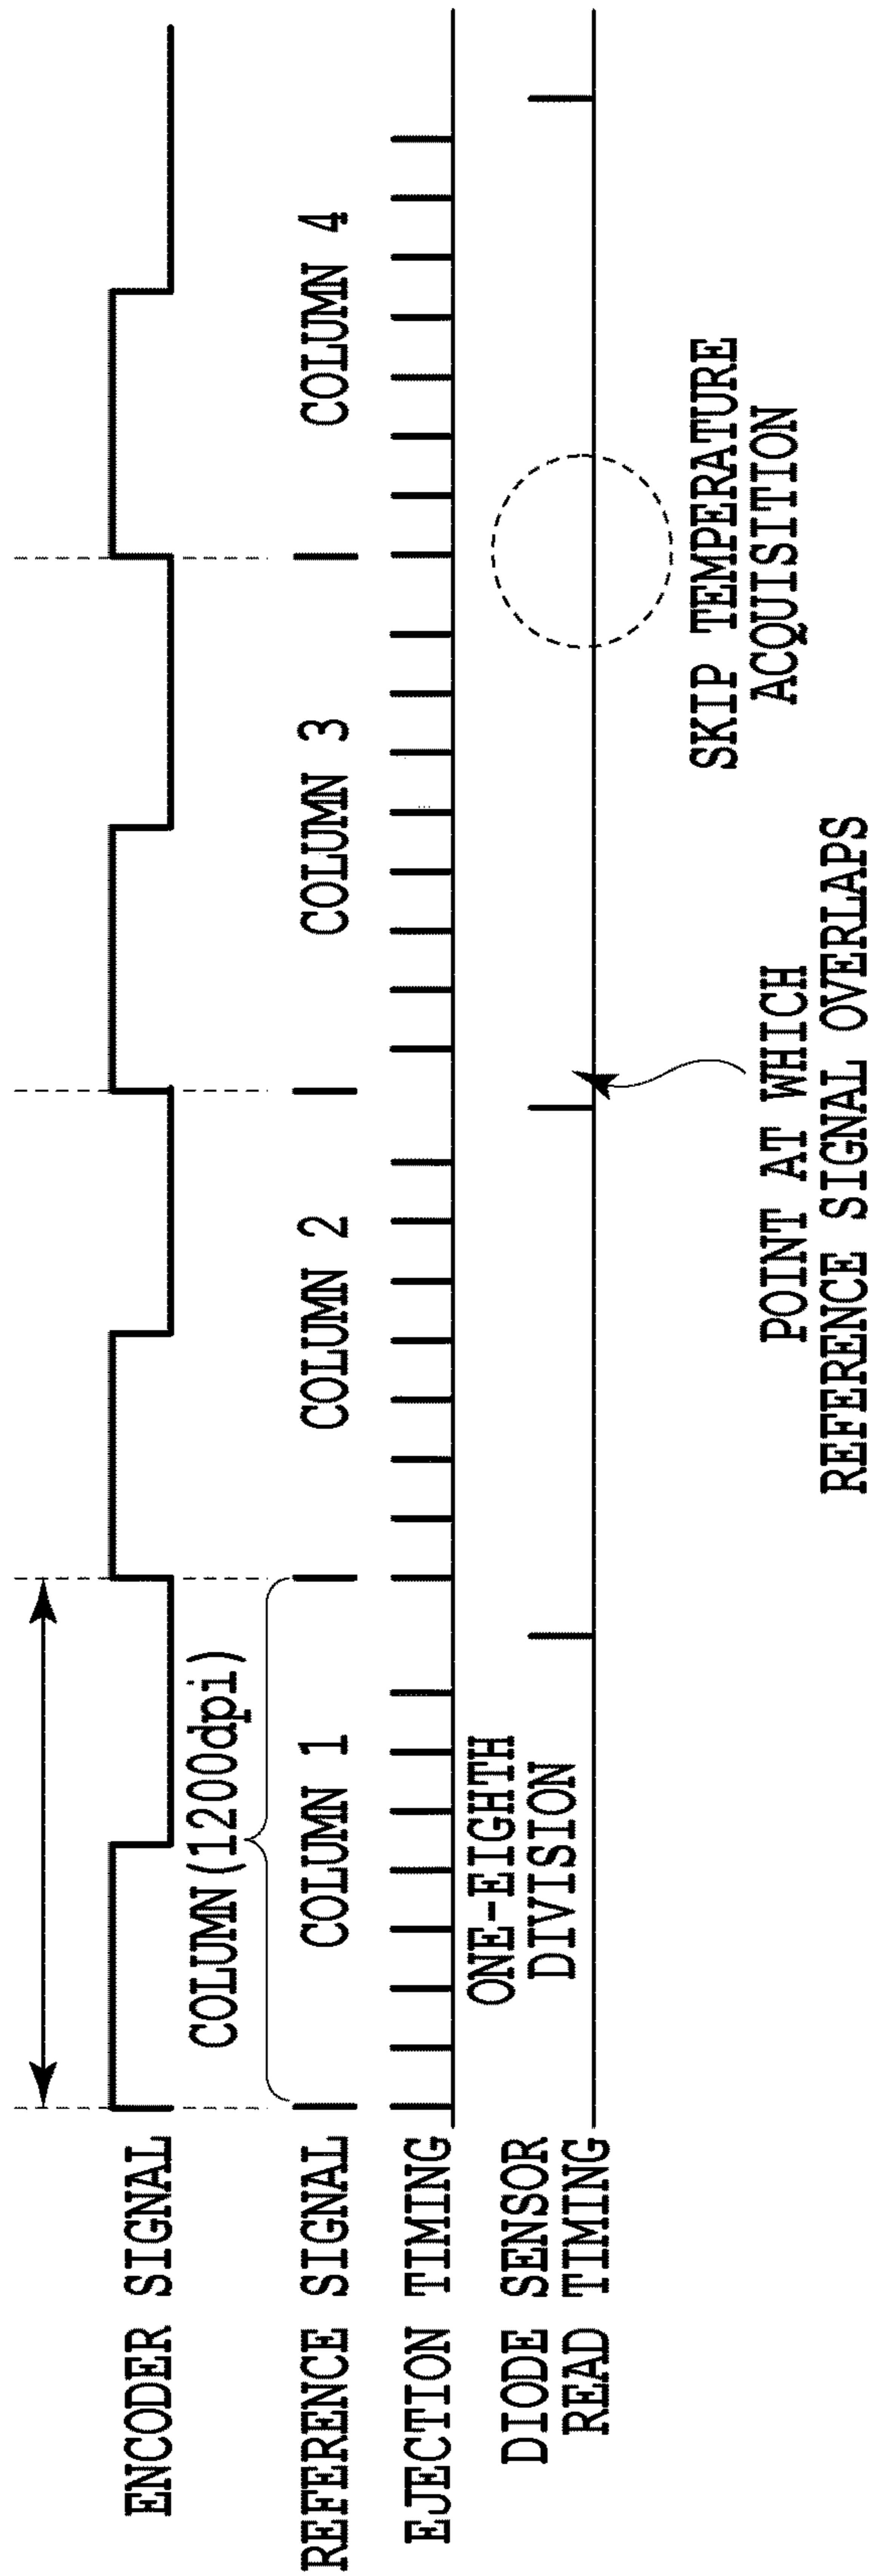 ENCODER SIGNAL
COLUMN(1200dpi)
REFERENCE SIGNAL
COLUMN 1
COLUMN 2
COLUMN 3
COLUMN 4
EJECTION TIMING
ONE-EIGHTH
DIVISION
DIODE SENSOR
READ TIMING
SKIP TEMPERATURE
ACQUISITION
POINT AT WHICH
REFERENCE SIGNAL OVERLAPS